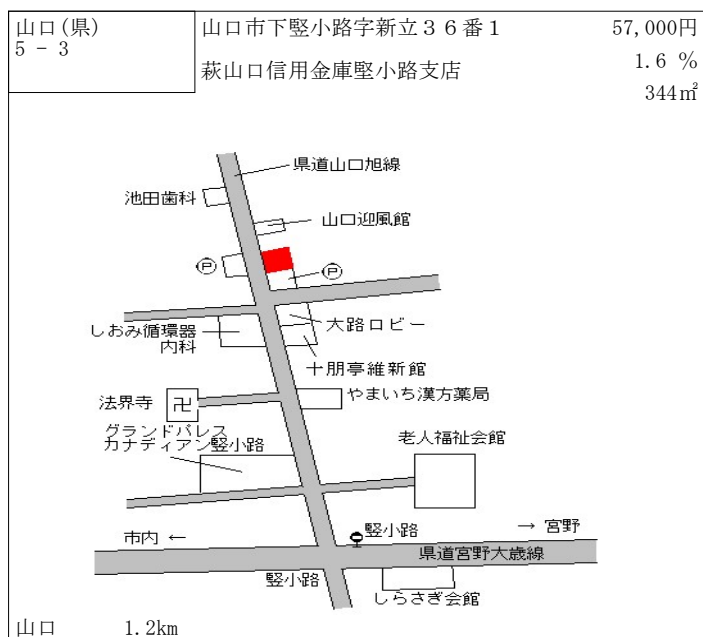 山口(県)
5 - 3
山口市下竪小路字新立３６番１
57,000円
萩山口信用金庫竪小路支店
1.6 %
344㎡
県道山口旭線
池田歯科
山口迎風館
Ⓟ
Ⓟ
大路ロビー
しおみ循環器
内科
十朋亭維新館
やまいち漢方薬局
法界寺
卍
グランドパレス
カナディアン竪小路
老人福祉会館
市内 ←
竪小路
→ 宮野
県道宮野大歳線
竪小路
しらさぎ会館
山口 1.2km